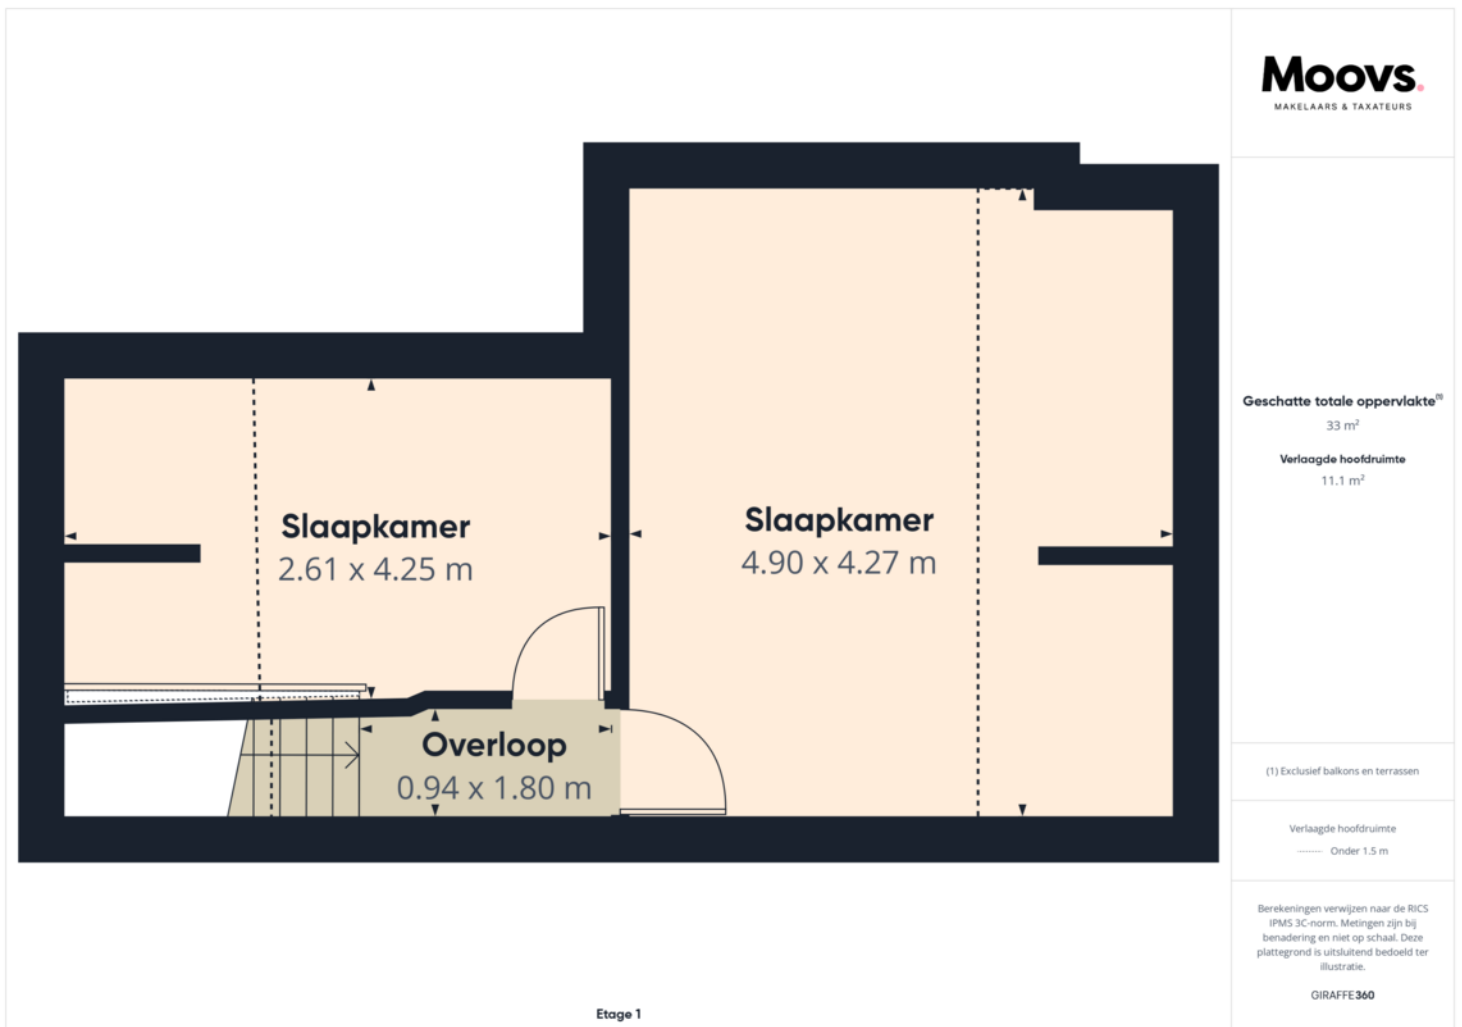 Moovs.
MAKELAARS & TAXATEURS
Slaapkamer
2.61 x 4.25 m
Slaapkamer
4.90 x 4.27 m
Overloop
0.94 x 1.80 m
Etage 1
Geschatte totale oppervlakte(1)
33 m²
Verlaagde hoofdruimte
11.1 m²
(1) Exclusief balkons en terrassen
Verlaagde hoofdruimte
Onder 1.5 m
Berekeningen verwijzen naar de RICS
IPMS 3C-norm. Metingen zijn bij
benadering en niet op schaal. Deze
plattegrond is uitsluitend bedoeld ter
illustratie.
GIRAFFE360